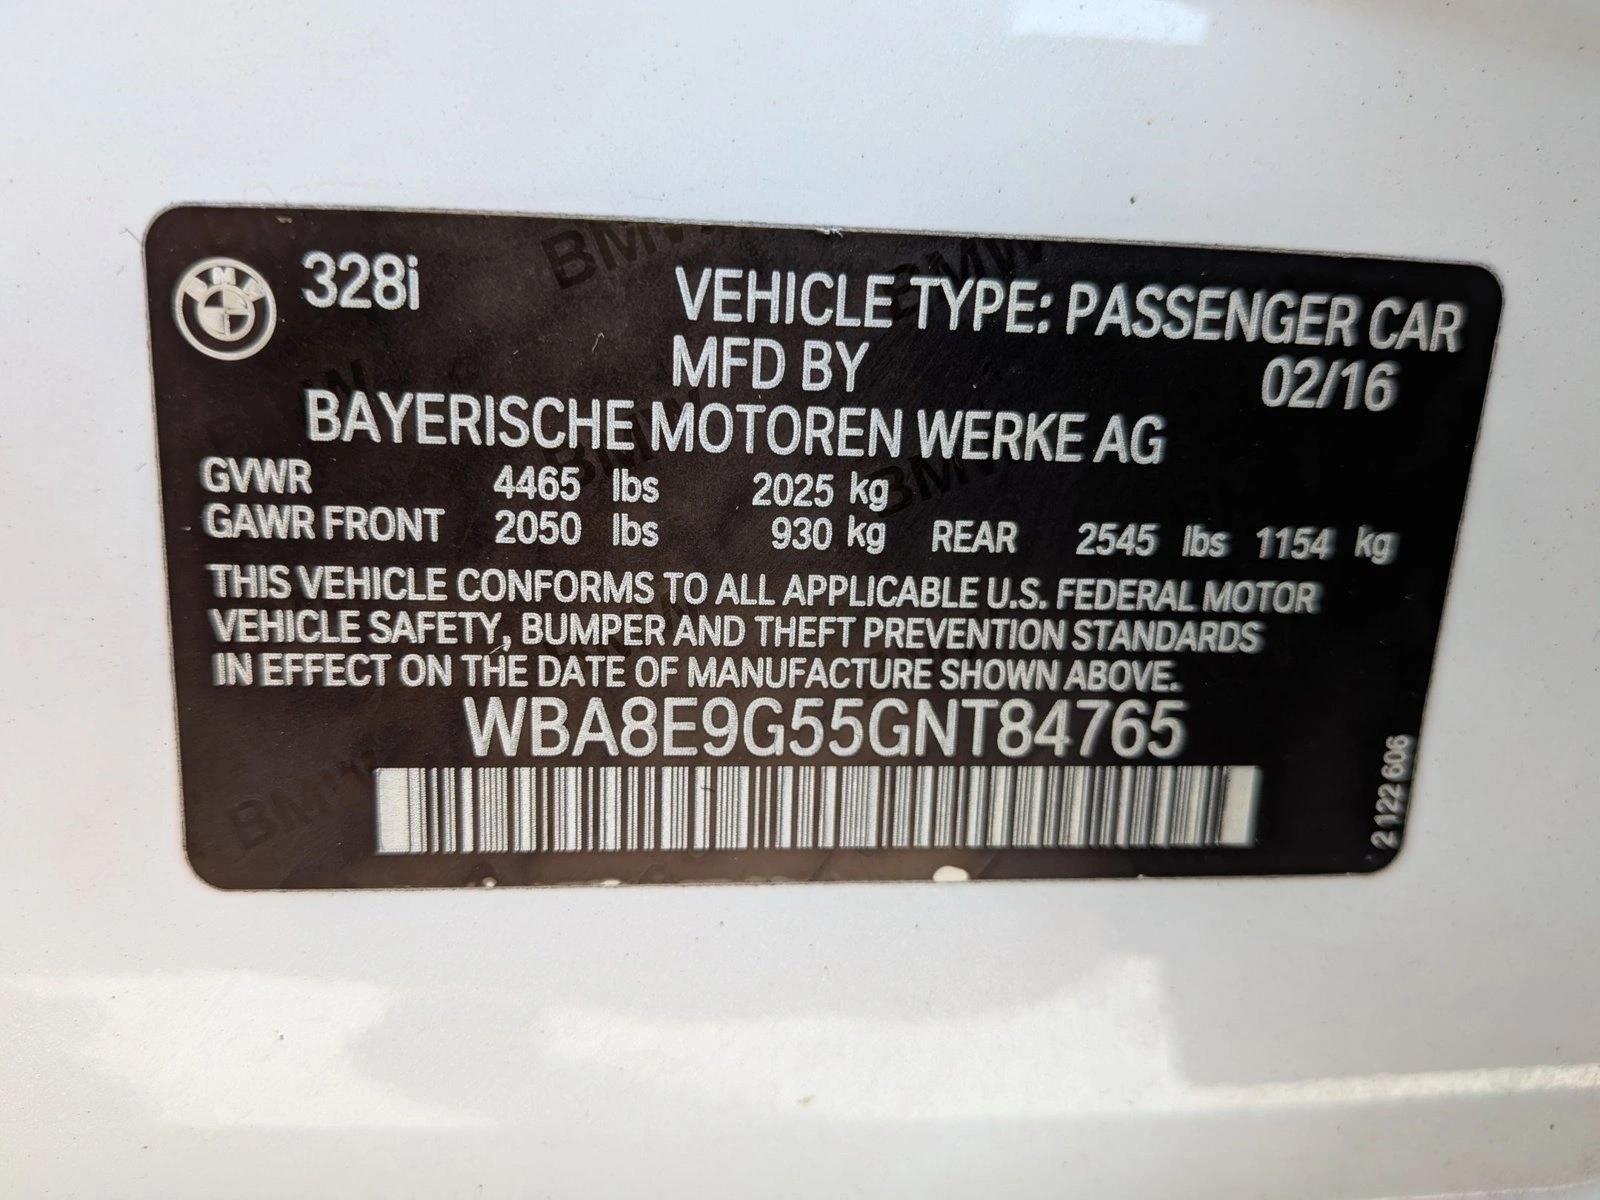 BMW 328i VEHICLE TYPE: PASSENGER CAR
MFD BY 02/16
BAYERISCHE MOTOREN WERKE AG
GVWR 4465 lbs 2025 kg
GAWR FRONT 2050 lbs 930 kg REAR 2545 lbs 1154 kg
THIS VEHICLE CONFORMS TO ALL APPLICABLE U.S. FEDERAL MOTOR
VEHICLE SAFETY, BUMPER AND THEFT PREVENTION STANDARDS
IN EFFECT ON THE DATE OF MANUFACTURE SHOWN ABOVE.
WBA8E9G55GNT84765
2 122 606